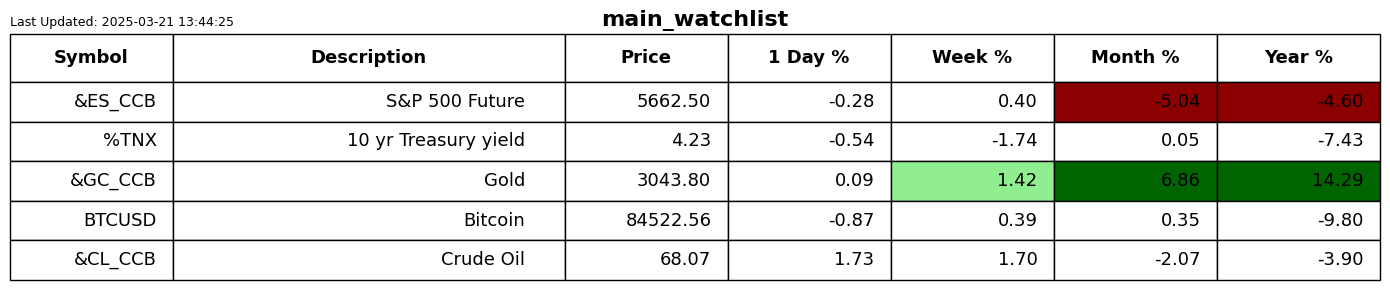 Last Updated: 2025-03-21 13:44:25
main_watchlist
Symbol Description Price 1 Day % Week % Month % Year %
&ES_CCB S&P 500 Future 5662.50 -0.28 0.40 -5.04 -4.60
%TNX 10 yr Treasury yield 4.23 -0.54 -1.74 0.05 -7.43
&GC_CCB Gold 3043.80 0.09 1.42 6.86 14.29
BTCUSD Bitcoin 84522.56 -0.87 0.39 0.35 -9.80
&CL_CCB Crude Oil 68.07 1.73 1.70 -2.07 -3.90